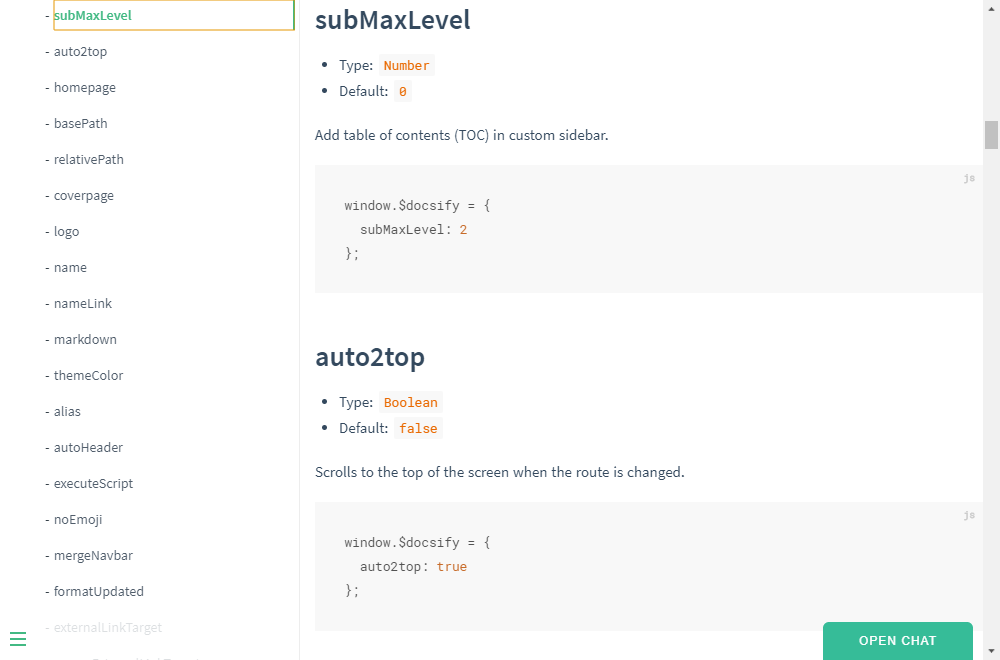 - subMaxLevel
- auto2top
- homepage
- basePath
- relativePath
- coverpage
- logo
- name
- nameLink
- markdown
- themeColor
- alias
- autoHeader
- executeScript
- noEmoji
- mergeNavbar
- formatUpdated
- externalLinkTarget
subMaxLevel
• Type: Number
• Default: 0
Add table of contents (TOC) in custom sidebar.
js
window.$docsify = {
  subMaxLevel: 2
};
auto2top
• Type: Boolean
• Default: false
Scrolls to the top of the screen when the route is changed.
js
window.$docsify = {
  auto2top: true
};
OPEN CHAT